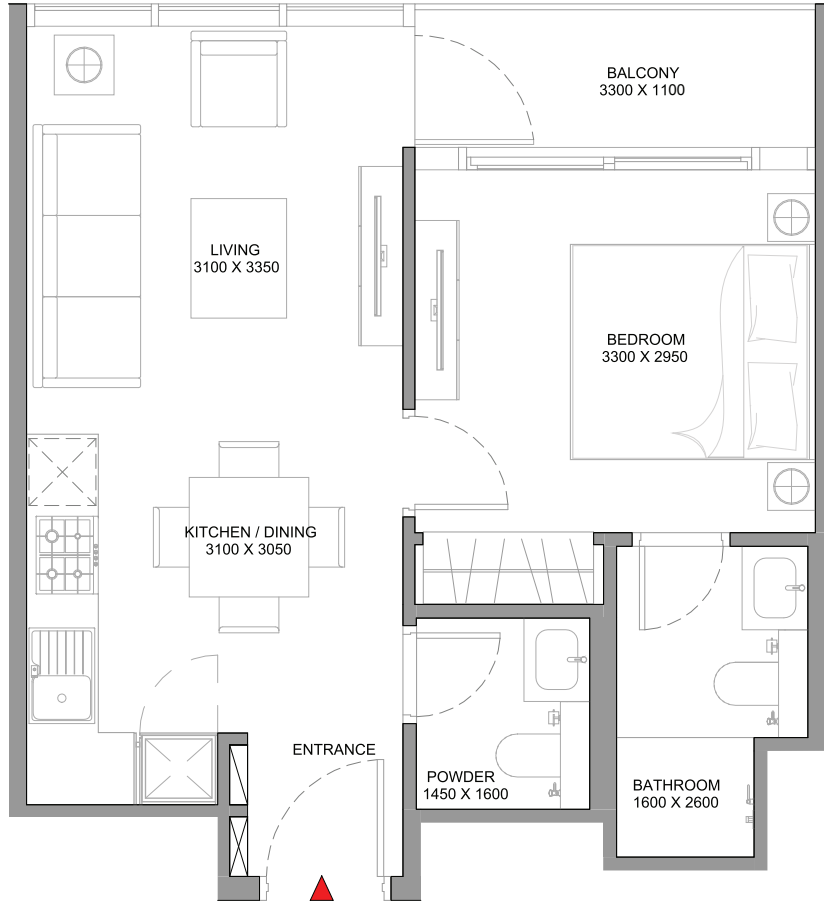 BALCONY
3300 X 1100
LIVING
3100 X 3350
BEDROOM
3300 X 2950
KITCHEN / DINING
3100 X 3050
ENTRANCE
POWDER
1450 X 1600
BATHROOM
1600 X 2600